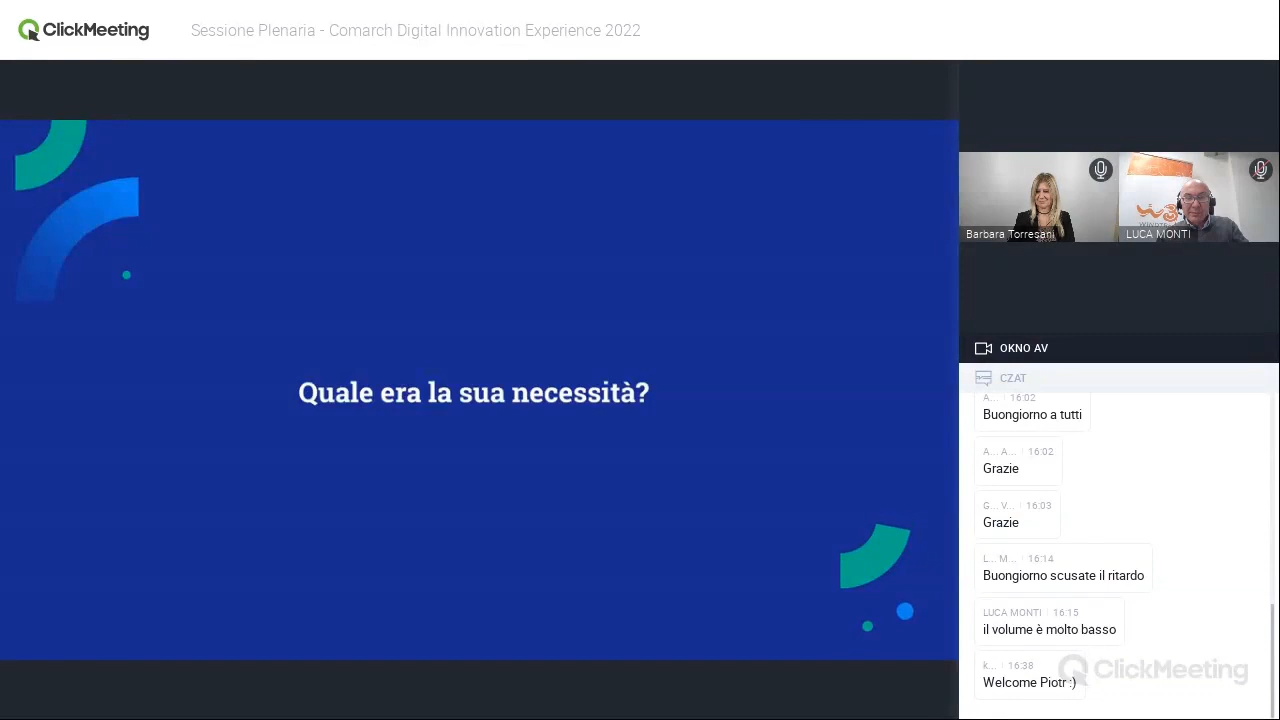 ClickMeeting
Sessione Plenaria - Comarch Digital Innovation Experience 2022
Quale era la sua necessità?
W3
Barbara Torresani
LUCA MONTI
OKNO AV
CZAT
A... 16:02
Buongiorno a tutti
A... A... 16:02
Grazie
G... V... 16:03
Grazie
L... M... 16:14
Buongiorno scusate il ritardo
LUCA MONTI 16:15
il volume è molto basso
k... 16:38
Welcome Piotr :)
ClickMeeting